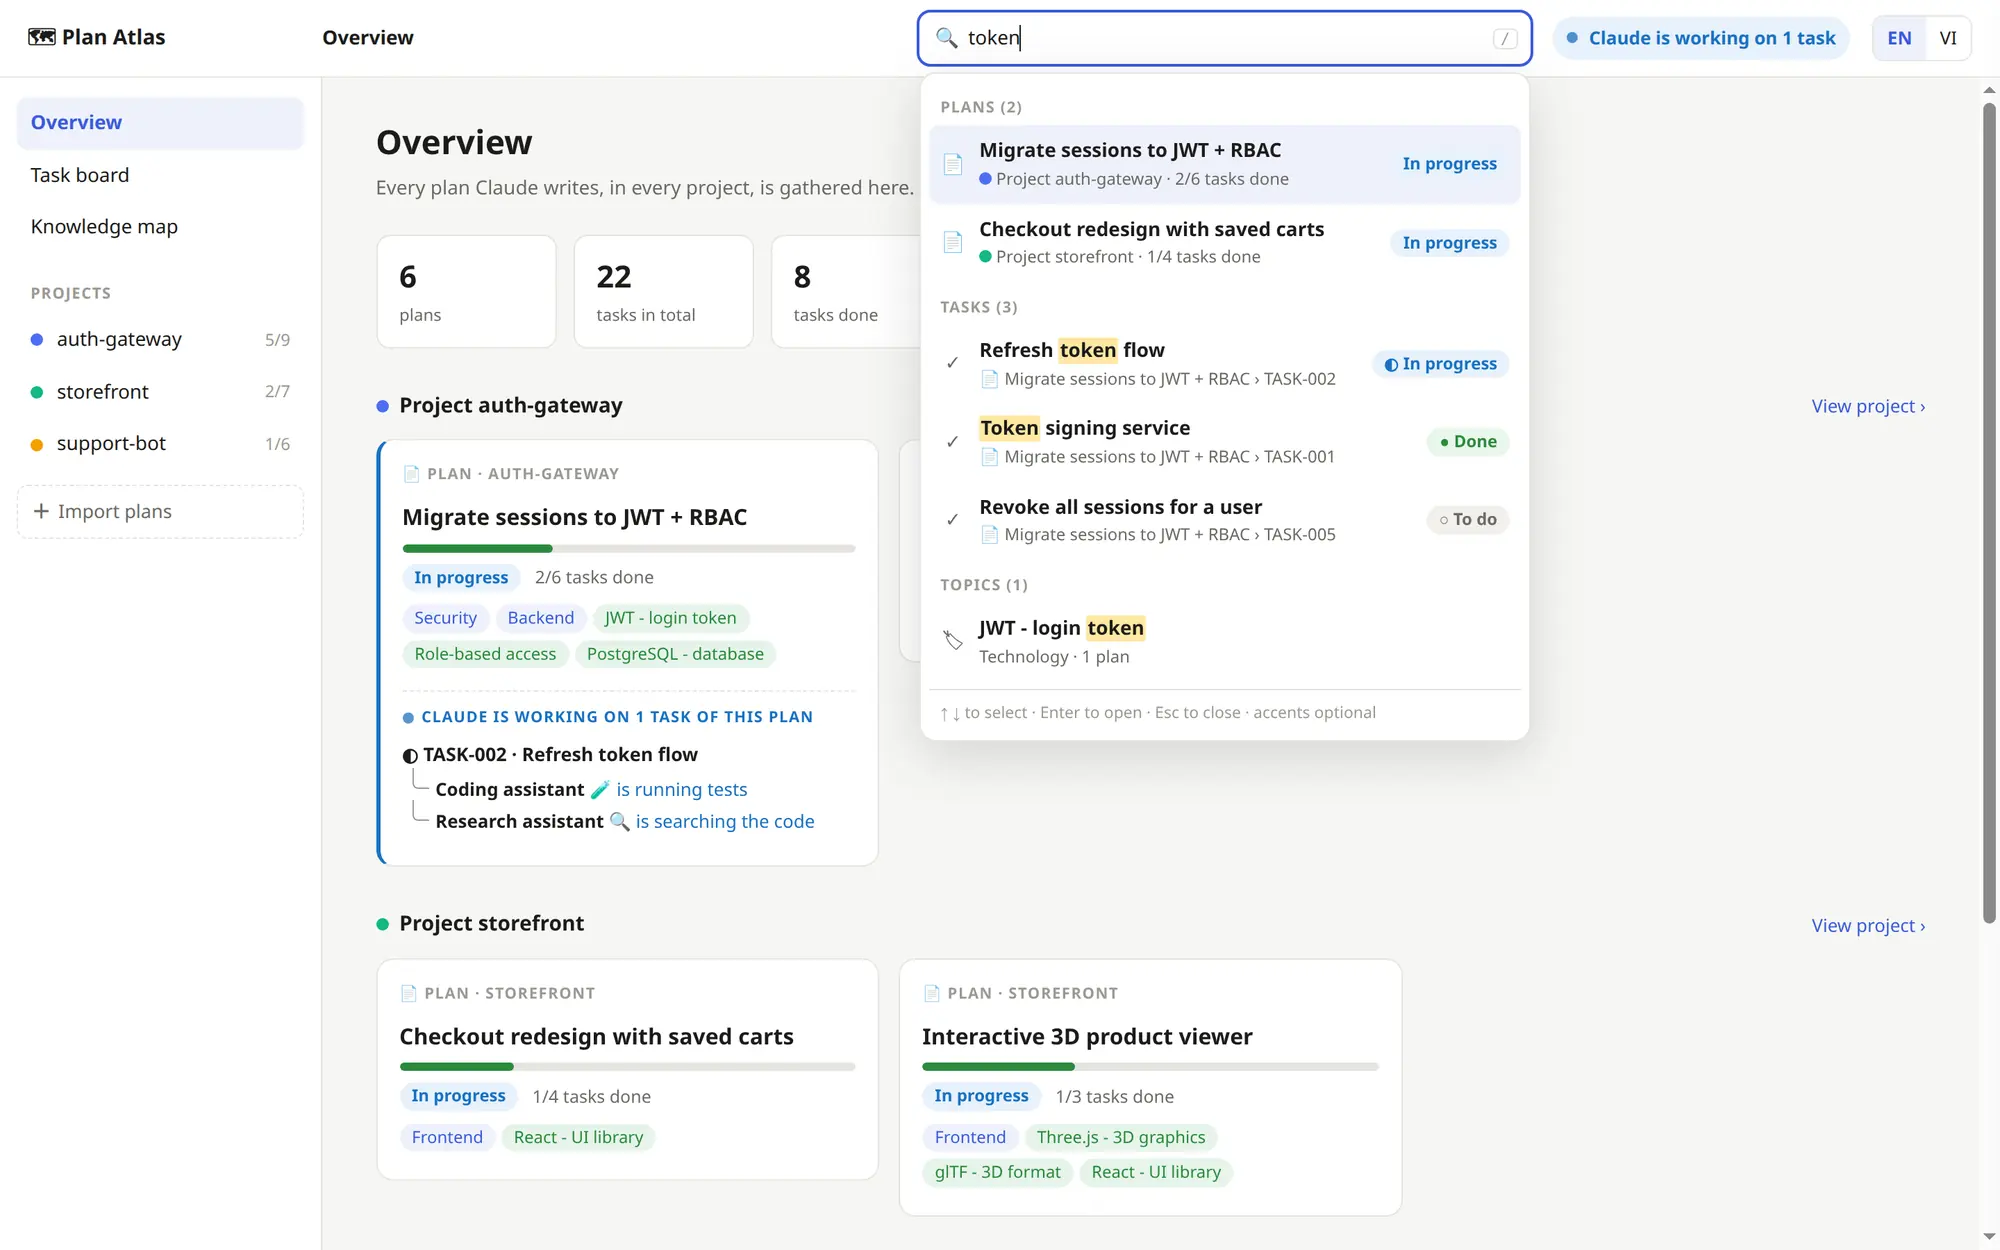 🗺 Plan Atlas
Overview
🔍 token
/
Claude is working on 1 task
EN
VI
Overview
Task board
Knowledge map
PROJECTS
auth-gateway 5/9
storefront 2/7
support-bot 1/6
+ Import plans
Overview
Every plan Claude writes, in every project, is gathered here.
6
plans
22
tasks in total
8
tasks done
PLANS (2)
Migrate sessions to JWT + RBAC
Project auth-gateway · 2/6 tasks done
In progress
Checkout redesign with saved carts
Project storefront · 1/4 tasks done
In progress
TASKS (3)
Refresh token flow
Migrate sessions to JWT + RBAC › TASK-002
In progress
Token signing service
Migrate sessions to JWT + RBAC › TASK-001
Done
Revoke all sessions for a user
Migrate sessions to JWT + RBAC › TASK-005
To do
TOPICS (1)
JWT - login token
Technology · 1 plan
↑↓ to select · Enter to open · Esc to close · accents optional
Project auth-gateway
View project ›
PLAN · AUTH-GATEWAY
Migrate sessions to JWT + RBAC
In progress 2/6 tasks done
Security Backend JWT - login token
Role-based access PostgreSQL - database
CLAUDE IS WORKING ON 1 TASK OF THIS PLAN
TASK-002 · Refresh token flow
Coding assistant 🧪 is running tests
Research assistant 🔍 is searching the code
Project storefront
View project ›
PLAN · STOREFRONT
Checkout redesign with saved carts
In progress 1/4 tasks done
Frontend React - UI library
PLAN · STOREFRONT
Interactive 3D product viewer
In progress 1/3 tasks done
Frontend Three.js - 3D graphics
glTF - 3D format React - UI library